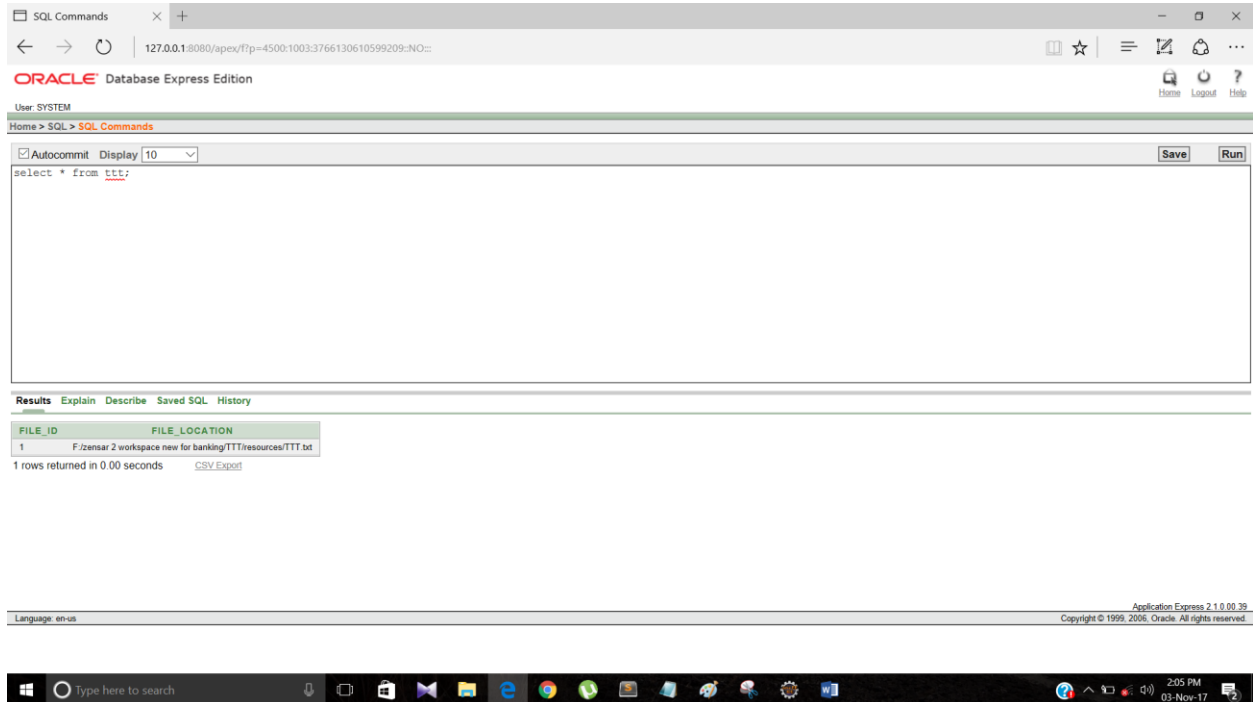 SQL Commands
127.0.0.1:8080/apex/f?p=4500:1003:3766130610599209::NO:::
ORACLE Database Express Edition
Home Logout Help
User: SYSTEM
Home > SQL > SQL Commands
Autocommit Display 10 Save Run
select * from ttt;
Results Explain Describe Saved SQL History
FILE_ID FILE_LOCATION
1 F:/zensar 2 workspace new for banking/TTT/resources/TTT.txt
1 rows returned in 0.00 seconds CSV Export
Application Express 2.1.0.00.39
Language: en-us Copyright © 1999, 2006, Oracle. All rights reserved.
Type here to search
2:05 PM
03-Nov-17
2